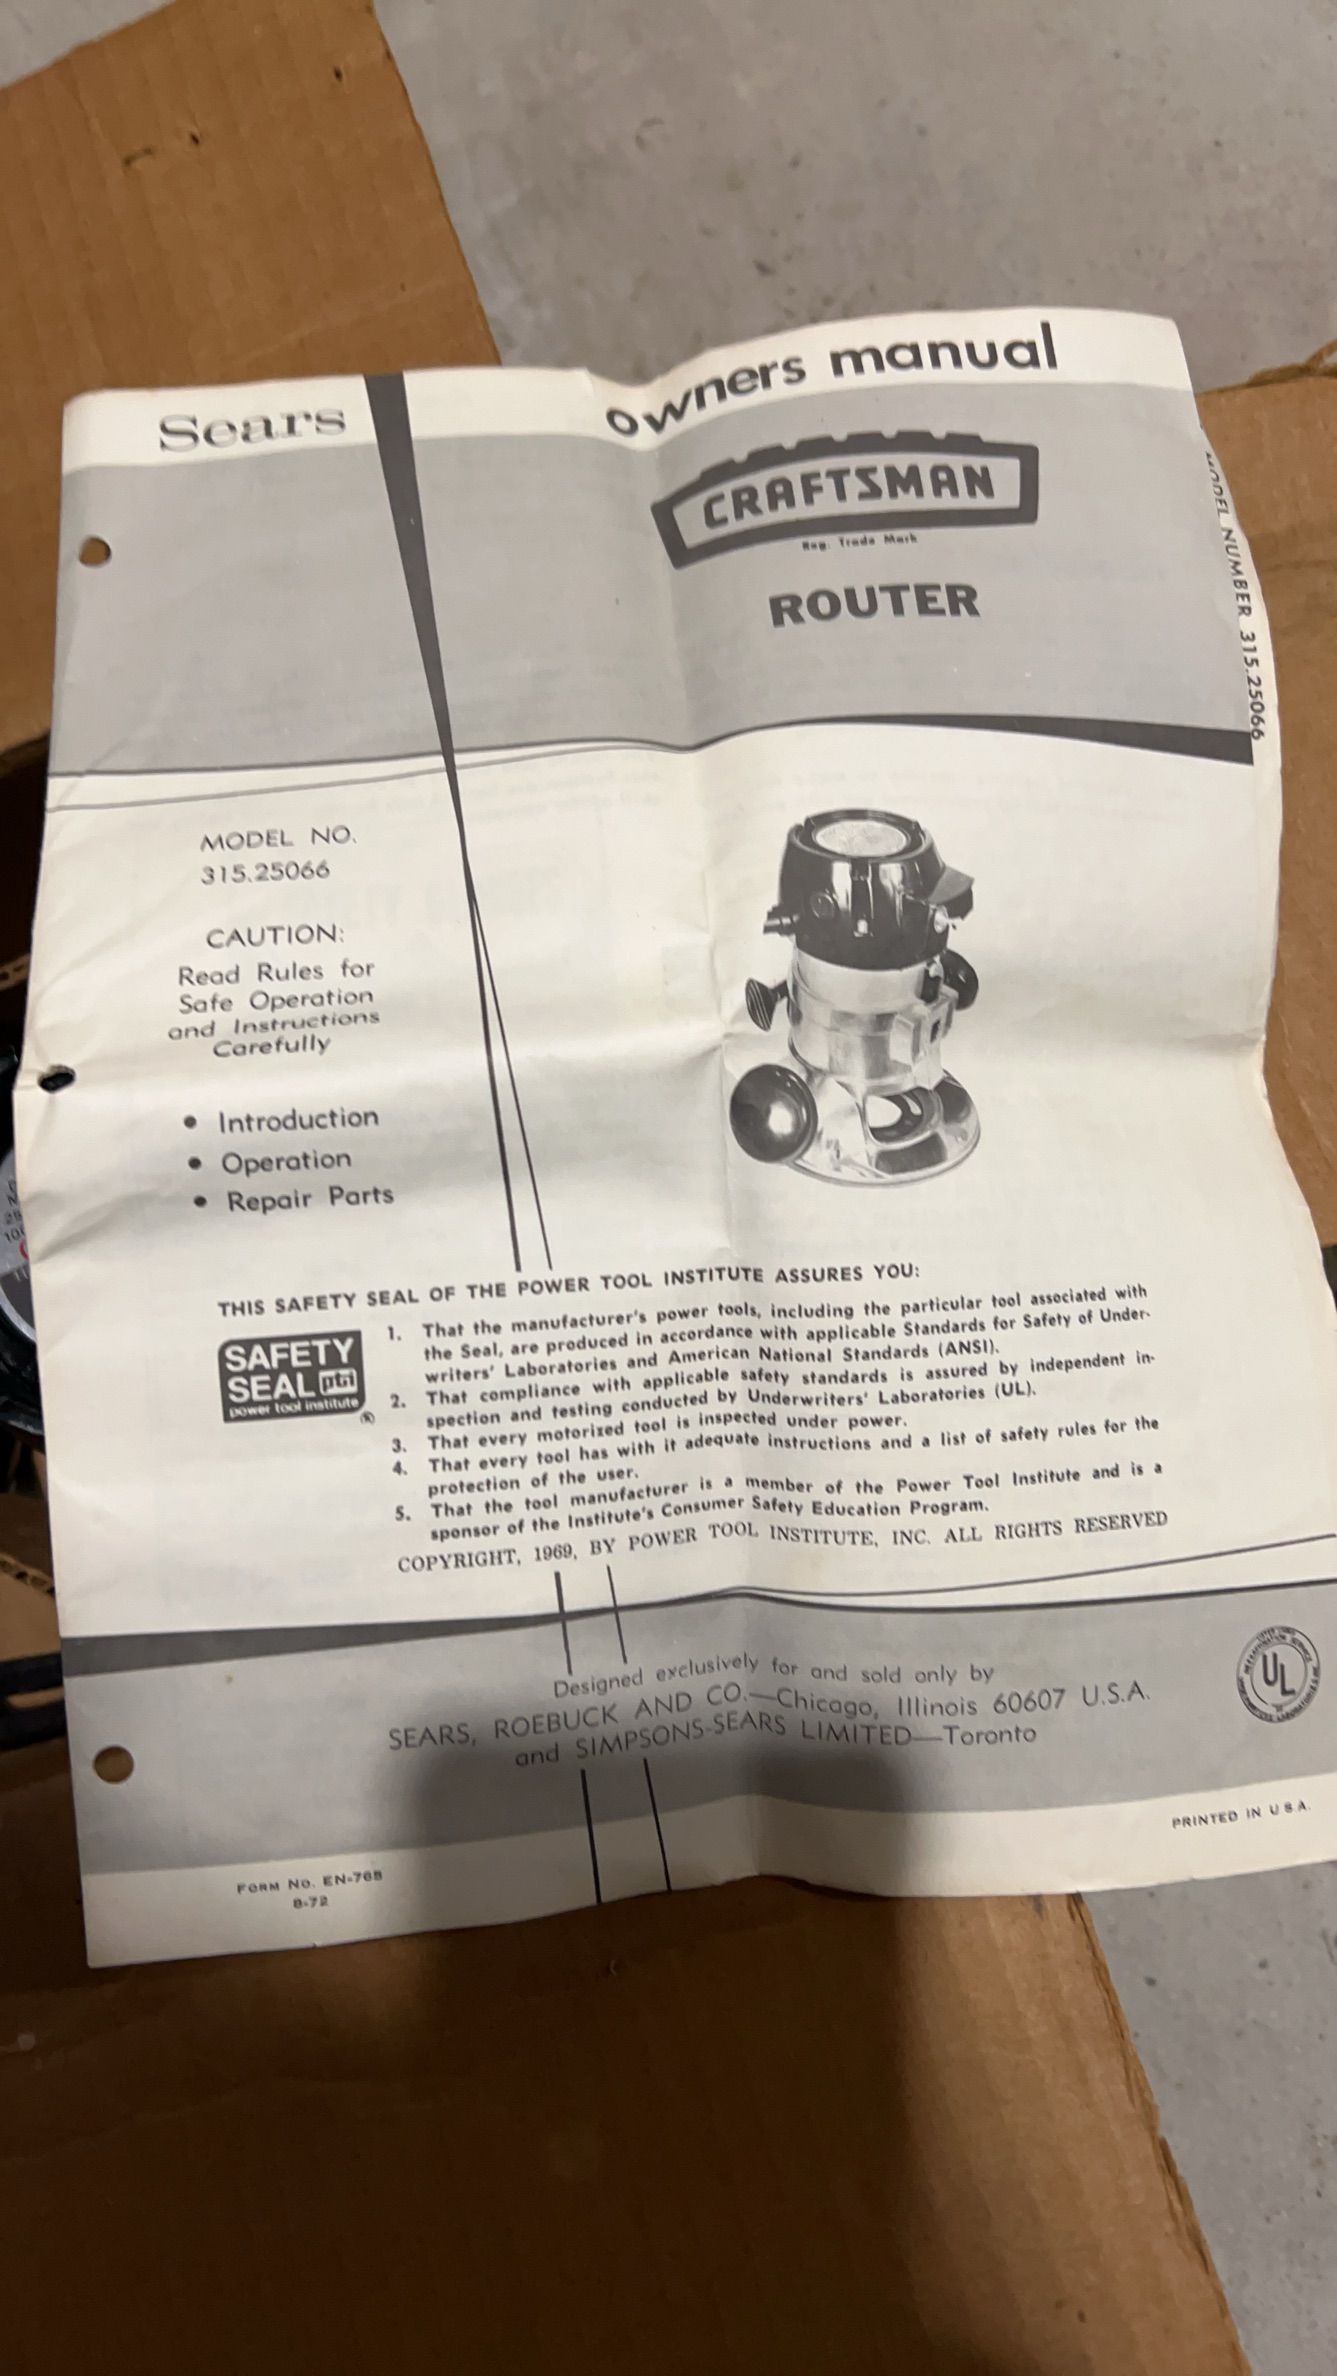 Sears
owners manual
CRAFTSMAN
Reg. Trade Mark
ROUTER
MODEL NUMBER 315.25066
MODEL NO.
315.25066
CAUTION:
Read Rules for
Safe Operation
and Instructions
Carefully
• Introduction
• Operation
• Repair Parts
THIS SAFETY SEAL OF THE POWER TOOL INSTITUTE ASSURES YOU:
SAFETY
SEAL pti
power tool institute
®
1. That the manufacturer's power tools, including the particular tool associated with
the Seal, are produced in accordance with applicable Standards for Safety of Under-
writers' Laboratories and American National Standards (ANSI).
2. That compliance with applicable safety standards is assured by independent in-
spection and testing conducted by Underwriters' Laboratories (UL).
3. That every motorized tool is inspected under power.
4. That every tool has with it adequate instructions and a list of safety rules for the
protection of the user.
5. That the tool manufacturer is a member of the Power Tool Institute and is a
sponsor of the Institute's Consumer Safety Education Program.
COPYRIGHT, 1969, BY POWER TOOL INSTITUTE, INC. ALL RIGHTS RESERVED
Designed exclusively for and sold only by
SEARS, ROEBUCK AND CO.—Chicago, Illinois 60607 U.S.A.
and SIMPSONS-SEARS LIMITED—Toronto
UL
PRINTED IN U S A.
FORM NO. EN-765
8-72